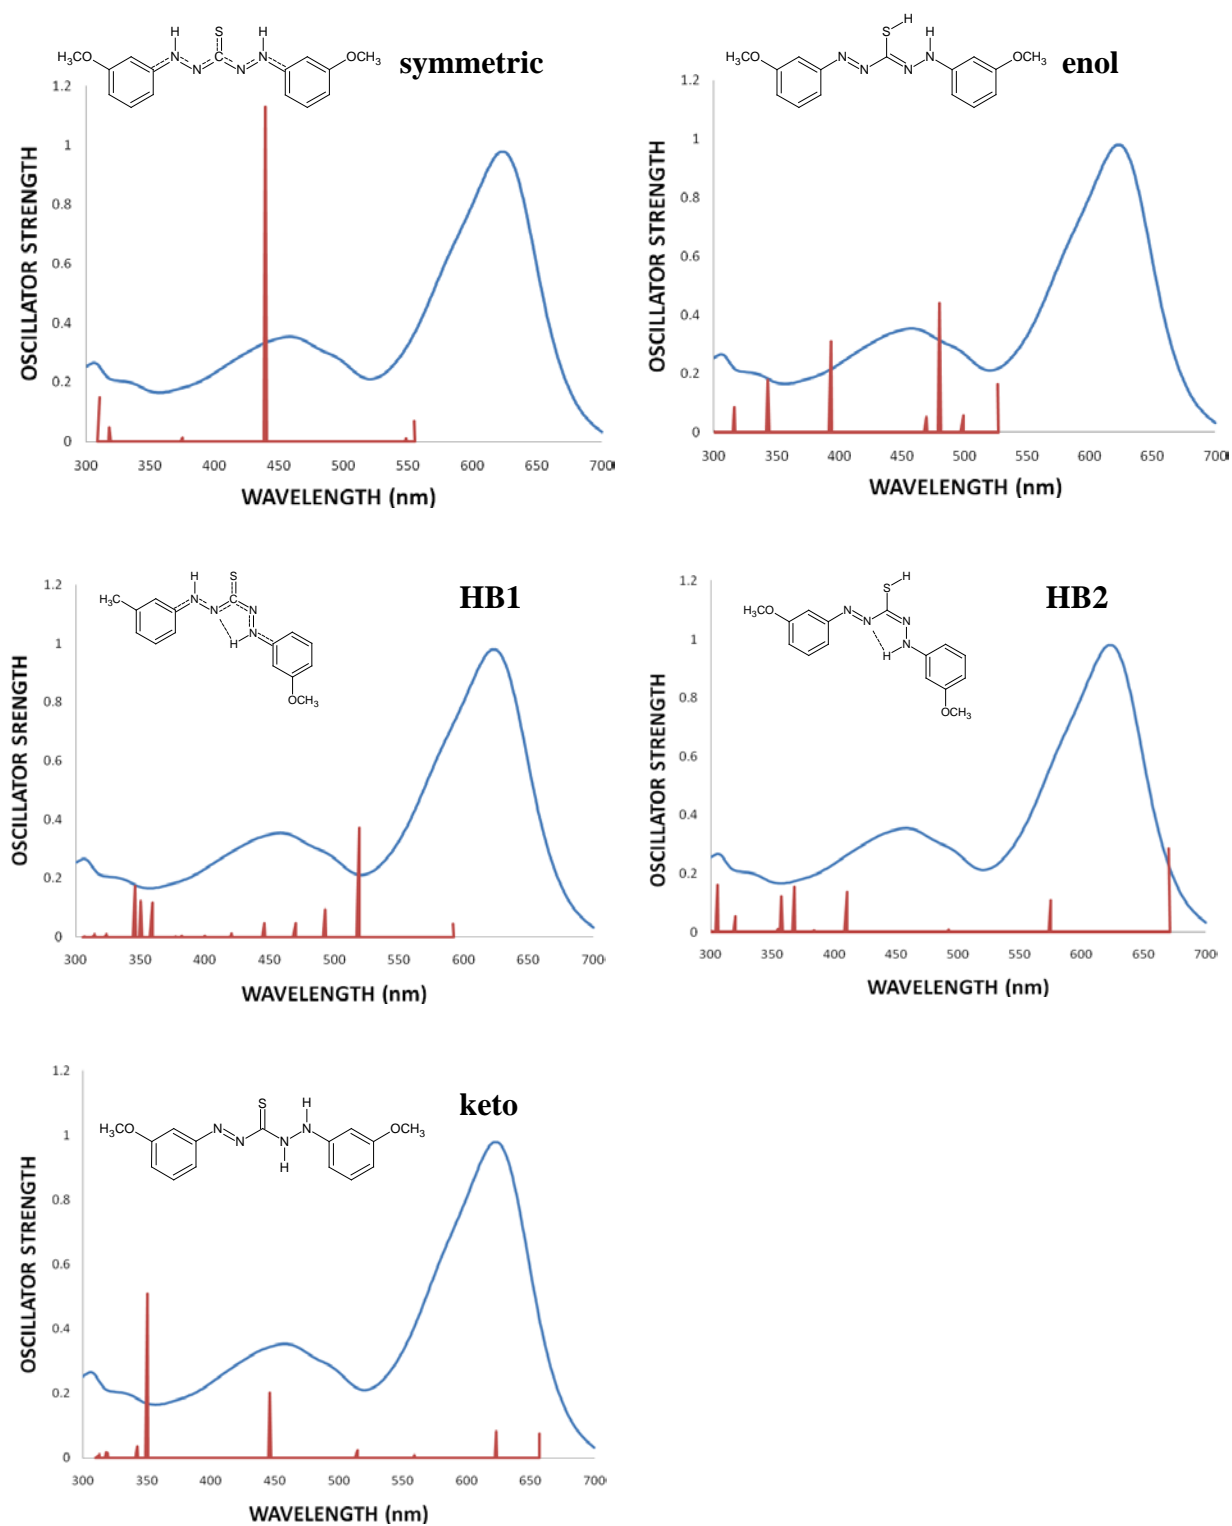 symmetric
H S H
H₃CO N C N OCH₃
N N
OSCILLATOR STRENGTH
1.2
1
0.8
0.6
0.4
0.2
0
300 350 400 450 500 550 600 650 700
WAVELENGTH (nm)
enol
H
S H
H₃CO N N OCH₃
N N
OSCILLATOR STRENGTH
1.2
1
0.8
0.6
0.4
0.2
0
300 350 400 450 500 550 600 650 700
WAVELENGTH (nm)
HB1
H S
H₃C N C
N N
H N
OCH₃
OSCILLATOR SRENGTH
1.2
1
0.8
0.6
0.4
0.2
0
300 350 400 450 500 550 600 650 700
WAVELENGTH (nm)
HB2
H
S
H₃CO N
N N
H N
OCH₃
OSCILLATOR STRENGTH
1.2
1
0.8
0.6
0.4
0.2
0
300 350 400 450 500 550 600 650 700
WAVELENGTH (nm)
keto
S H
H₃CO N N OCH₃
N N
H
OSCILLATOR STRENGTH
1.2
1
0.8
0.6
0.4
0.2
0
300 350 400 450 500 550 600 650 700
WAVELENGTH (nm)